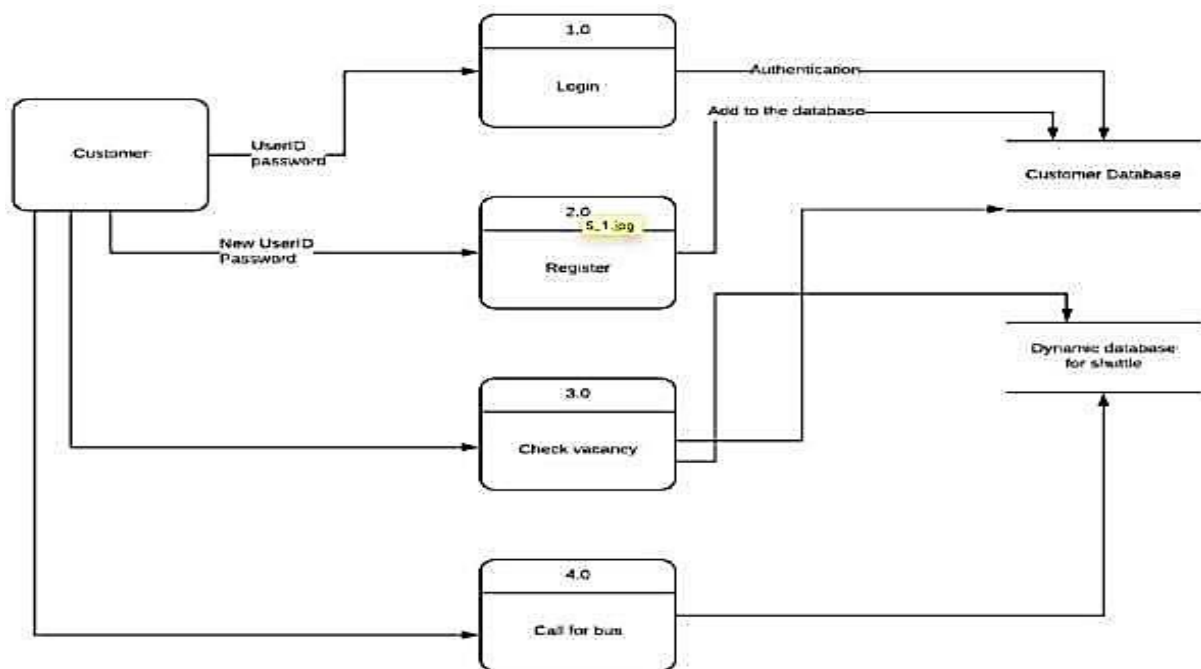 1.0
Login
Authentication
Add to the database
Customer
UserID
password
Customer Database
2.0
5_1.jpg
Register
New UserID
Password
Dynamic database
for shuttle
3.0
Check vacancy
4.0
Call for bus